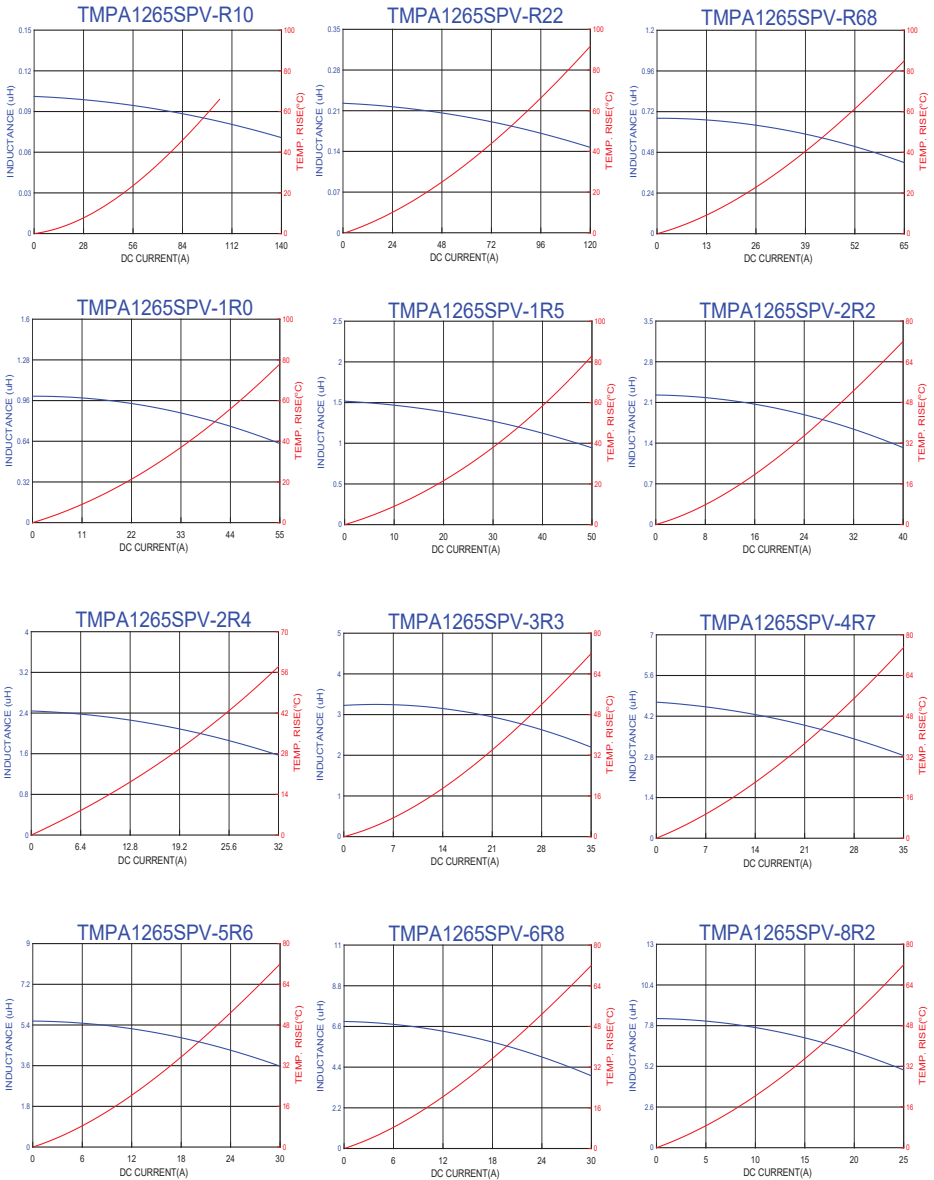 TMPA1265SPV-R10
INDUCTANCE (uH)
0.15
0.12
0.09
0.06
0.03
0
100
80
60
40
20
0
TEMP. RISE(°C)
0 28 56 84 112 140
DC CURRENT(A)
TMPA1265SPV-R22
INDUCTANCE (uH)
0.35
0.28
0.21
0.14
0.07
0
100
80
60
40
20
0
TEMP. RISE(°C)
0 24 48 72 96 120
DC CURRENT(A)
TMPA1265SPV-R68
INDUCTANCE (uH)
1.2
0.96
0.72
0.48
0.24
0
100
80
60
40
20
0
TEMP. RISE(°C)
0 13 26 39 52 65
DC CURRENT(A)
TMPA1265SPV-1R0
INDUCTANCE (uH)
1.6
1.28
0.96
0.64
0.32
0
100
80
60
40
20
0
TEMP. RISE(°C)
0 11 22 33 44 55
DC CURRENT(A)
TMPA1265SPV-1R5
INDUCTANCE (uH)
2.5
2
1.5
1
0.5
0
100
80
60
40
20
0
TEMP. RISE(°C)
0 10 20 30 40 50
DC CURRENT(A)
TMPA1265SPV-2R2
INDUCTANCE (uH)
3.5
2.8
2.1
1.4
0.7
0
80
64
48
32
16
0
TEMP. RISE(°C)
0 8 16 24 32 40
DC CURRENT(A)
TMPA1265SPV-2R4
INDUCTANCE (uH)
4
3.2
2.4
1.6
0.8
0
70
56
42
28
14
0
TEMP. RISE(°C)
0 6.4 12.8 19.2 25.6 32
DC CURRENT(A)
TMPA1265SPV-3R3
INDUCTANCE (uH)
5
4
3
2
1
0
80
64
48
32
16
0
TEMP. RISE(°C)
0 7 14 21 28 35
DC CURRENT(A)
TMPA1265SPV-4R7
INDUCTANCE (uH)
7
5.6
4.2
2.8
1.4
0
80
64
48
32
16
0
TEMP. RISE(°C)
0 7 14 21 28 35
DC CURRENT(A)
TMPA1265SPV-5R6
INDUCTANCE (uH)
9
7.2
5.4
3.6
1.8
0
80
64
48
32
16
0
TEMP. RISE(°C)
0 6 12 18 24 30
DC CURRENT(A)
TMPA1265SPV-6R8
INDUCTANCE (uH)
11
8.8
6.6
4.4
2.2
0
80
64
48
32
16
0
TEMP. RISE(°C)
0 6 12 18 24 30
DC CURRENT(A)
TMPA1265SPV-8R2
INDUCTANCE (uH)
13
10.4
7.8
5.2
2.6
0
80
64
48
32
16
0
TEMP. RISE(°C)
0 5 10 15 20 25
DC CURRENT(A)